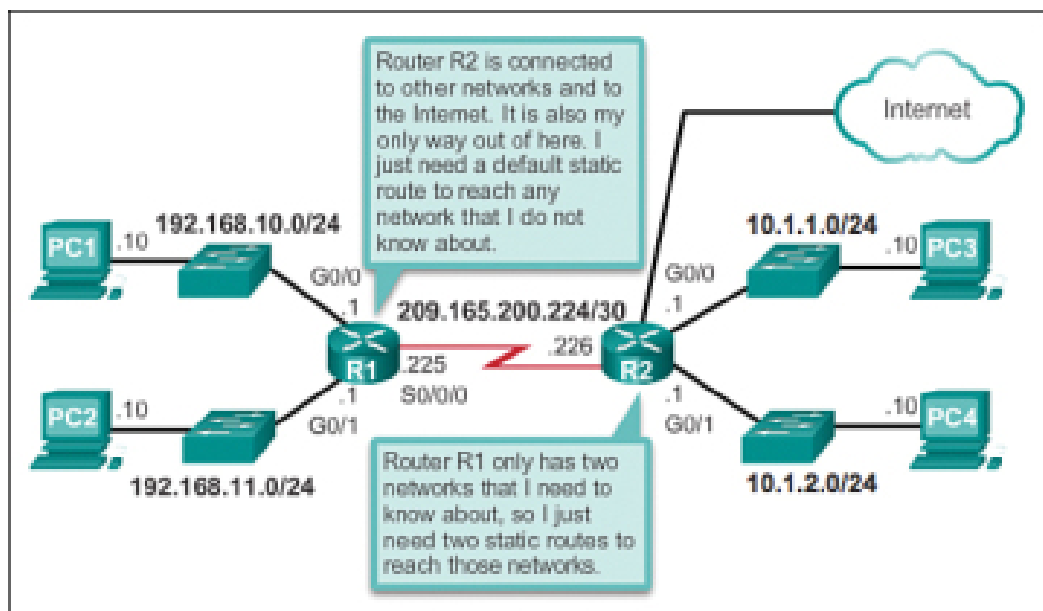 Router R2 is connected
to other networks and to
the Internet. It is also my
only way out of here. I
just need a default static
route to reach any
network that I do not
know about.
Internet
192.168.10.0/24
10.1.1.0/24
PC1
.10
.10
PC3
G0/0
G0/0
.1
.1
209.165.200.224/30
.226
R1
.225
R2
S0/0/0
PC2
.10
.1
.1
.10
PC4
G0/1
G0/1
192.168.11.0/24
10.1.2.0/24
Router R1 only has two
networks that I need to
know about, so I just
need two static routes to
reach those networks.